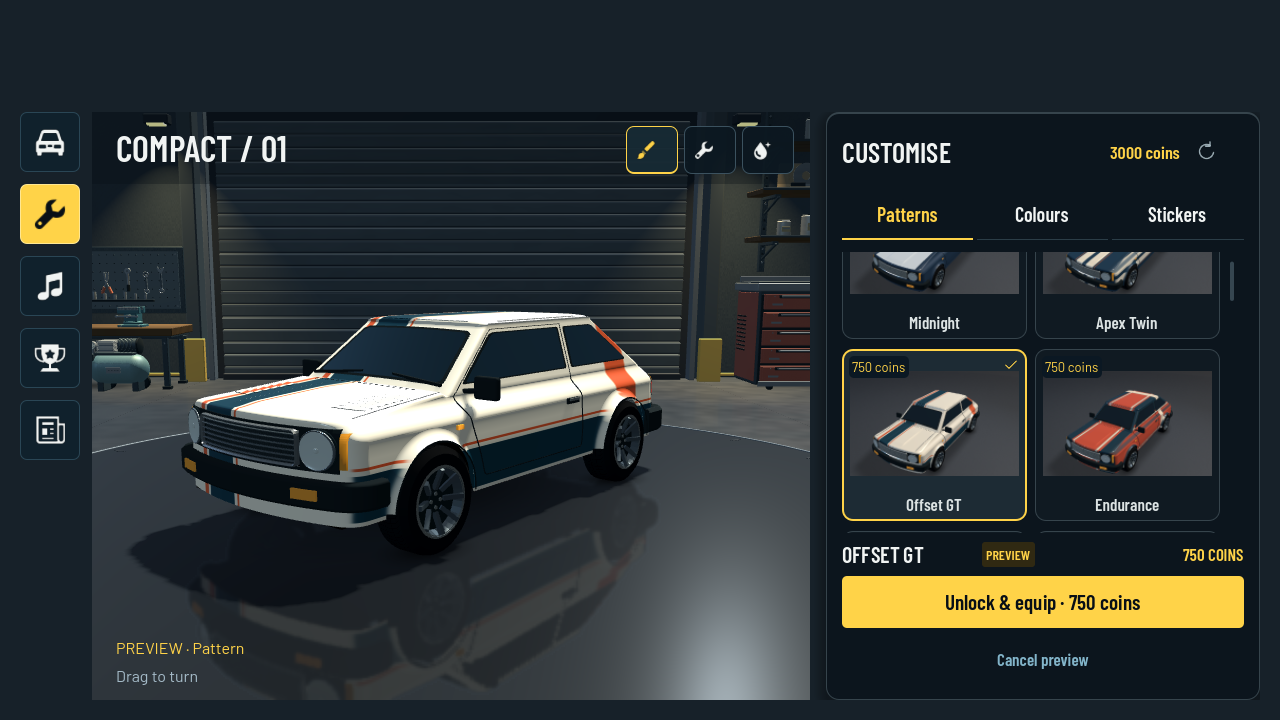 COMPACT / 01
CUSTOMISE
3000 coins
Patterns
Colours
Stickers
Midnight
Apex Twin
750 coins
750 coins
Offset GT
Endurance
OFFSET GT
PREVIEW
750 COINS
Unlock & equip · 750 coins
Cancel preview
PREVIEW · Pattern
Drag to turn